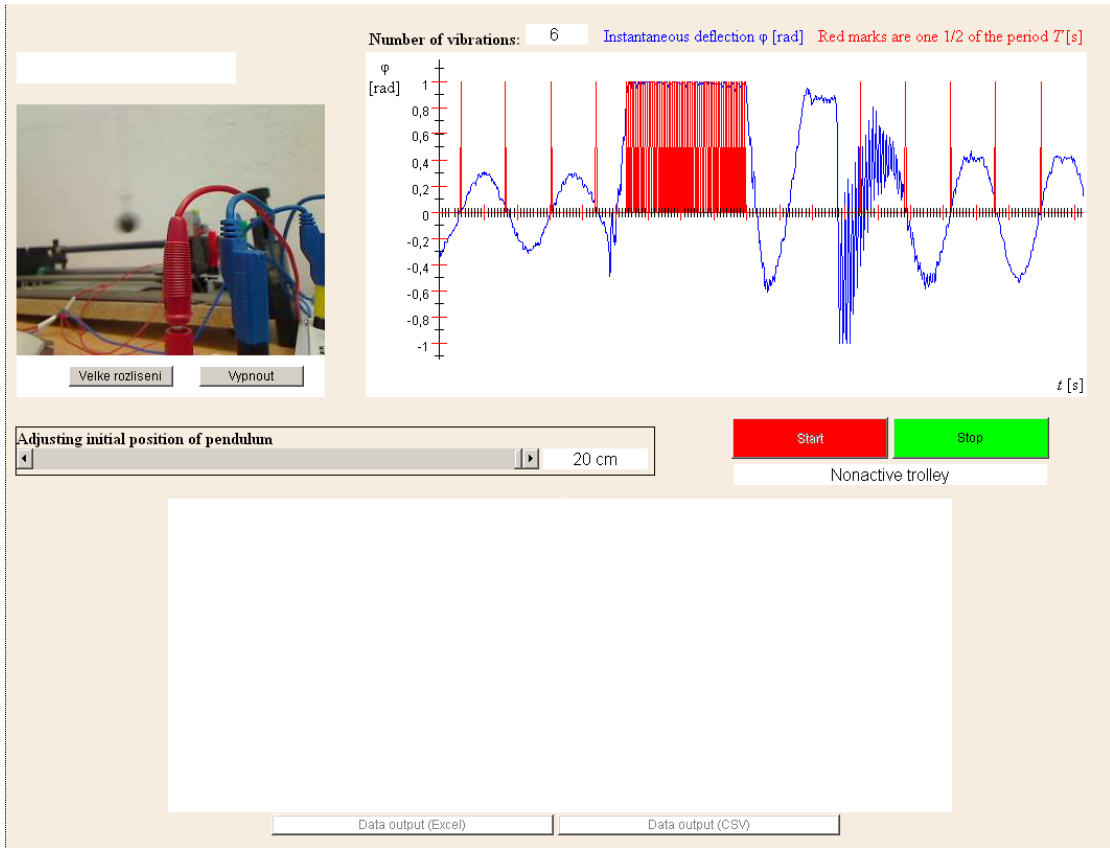 Number of vibrations: 6 Instantaneous deflection φ [rad] Red marks are one 1/2 of the period T [s]
φ
[rad]
1
0,8
0,6
0,4
0,2
0
-0,2
-0,4
-0,6
-0,8
-1
t [s]
Velke rozliseni Vypnout
Adjusting initial position of pendulum
20 cm
Start Stop
Nonactive trolley
Data output (Excel) Data output (CSV)